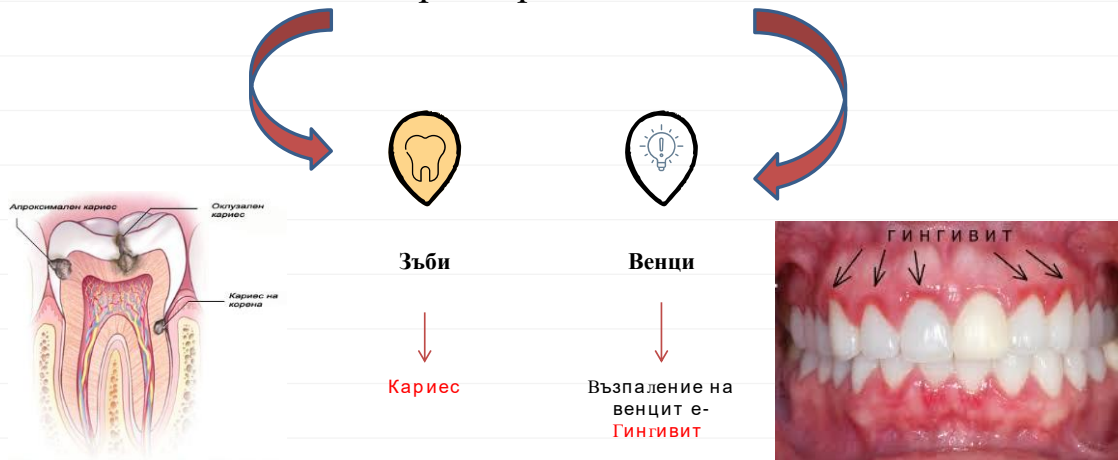 Апроксимален кариес
Оклузален
кариес
Кариес на
корена
Зъби
Кариес
Венци
Възпаление на
венцит е-
Гингивит
ГИНГИВИТ